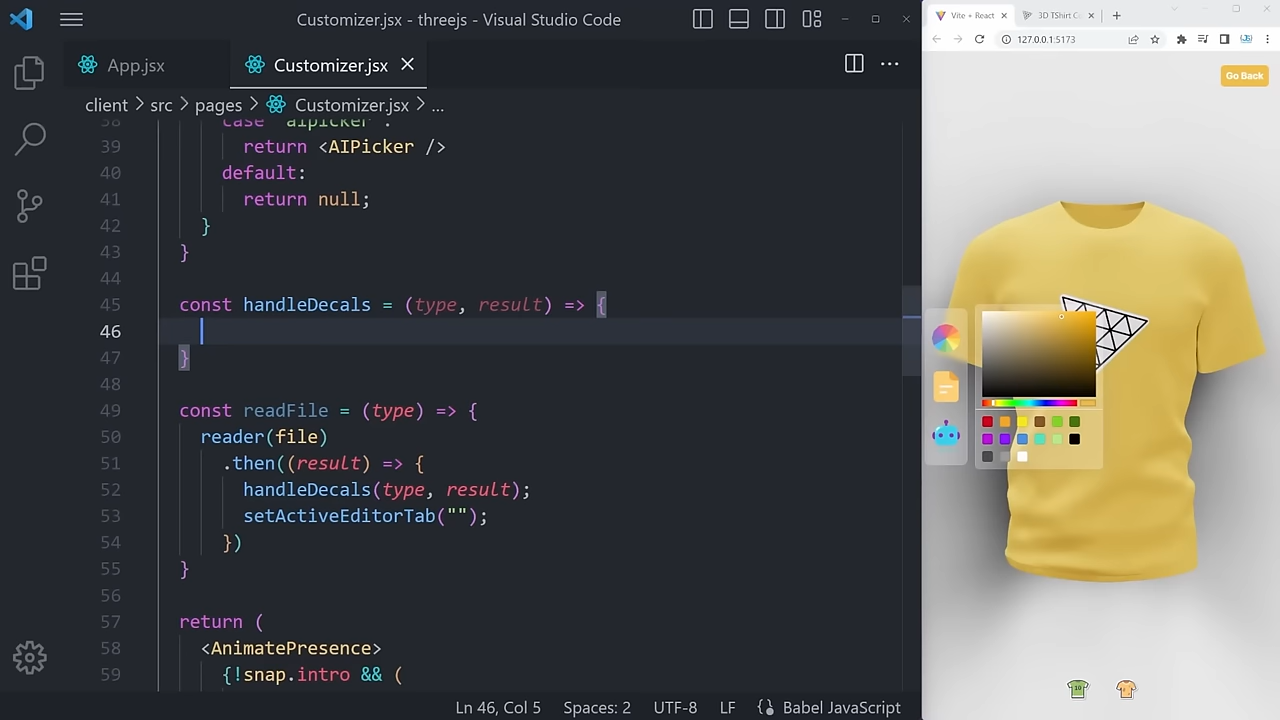 Customizer.jsx - threejs - Visual Studio Code
App.jsx
Customizer.jsx
client > src > pages > Customizer.jsx > ...
38 case "aipicker":
39 return <AIPicker />
40 default:
41 return null;
42 }
43 }
44
45 const handleDecals = (type, result) => {
46
47 }
48
49 const readFile = (type) => {
50 reader(file)
51 .then((result) => {
52 handleDecals(type, result);
53 setActiveEditorTab("");
54 })
55 }
56
57 return (
58 <AnimatePresence>
59 {!snap.intro && (
Ln 46, Col 5 Spaces: 2 UTF-8 LF Babel JavaScript
Vite + React
3D TShirt C
127.0.0.1:5173
Go Back